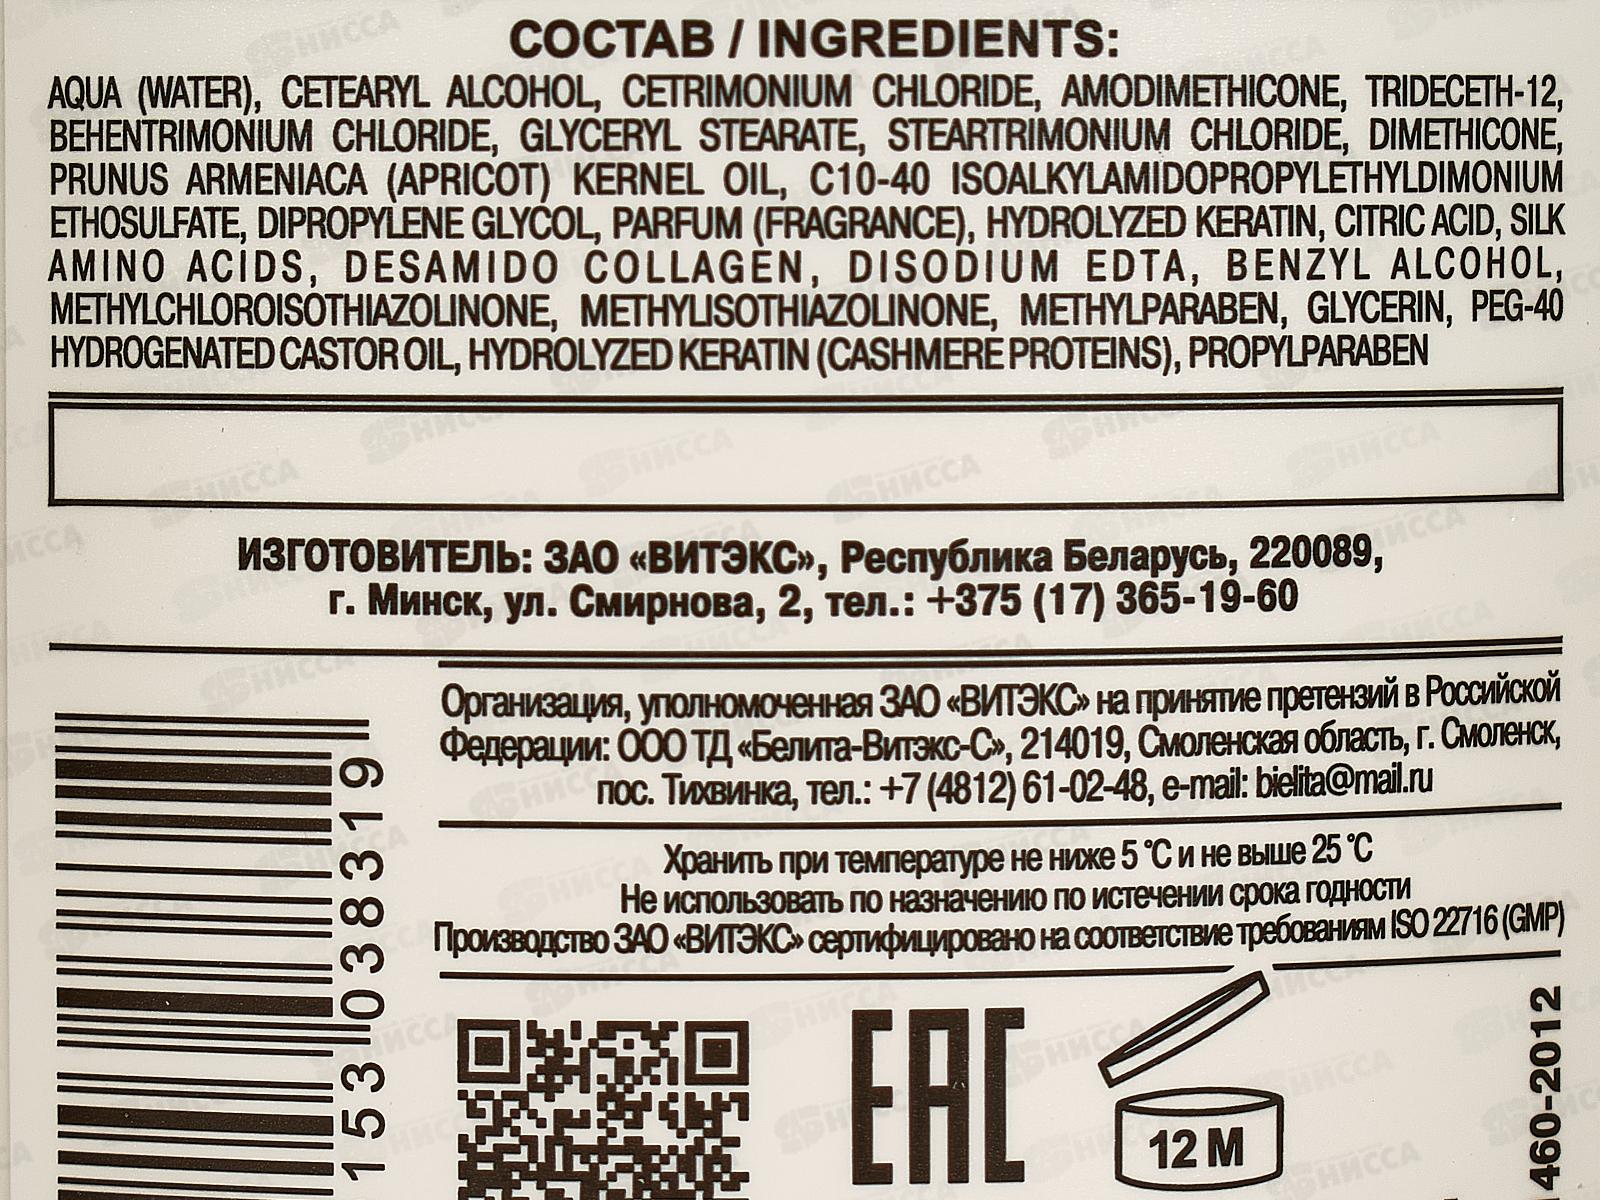 СОСТАВ / INGREDIENTS:
AQUA (WATER), CETEARYL ALCOHOL, CETRIMONIUM CHLORIDE, AMODIMETHICONE, TRIDECETH-12,
BEHENTRIMONIUM CHLORIDE, GLYCERYL STEARATE, STEARTRIMONIUM CHLORIDE, DIMETHICONE,
PRUNUS ARMENIACA (APRICOT) KERNEL OIL, C10-40 ISOALKYLAMIDOPROPYLETHYLDIMONIUM
ETHOSULFATE, DIPROPYLENE GLYCOL, PARFUM (FRAGRANCE), HYDROLYZED KERATIN, CITRIC ACID, SILK
AMINO ACIDS, DESAMIDO COLLAGEN, DISODIUM EDTA, BENZYL ALCOHOL,
METHYLCHLOROISOTHIAZOLINONE, METHYLISOTHIAZOLINONE, METHYLPARABEN, GLYCERIN, PEG-40
HYDROGENATED CASTOR OIL, HYDROLYZED KERATIN (CASHMERE PROTEINS), PROPYLPARABEN
ИЗГОТОВИТЕЛЬ: ЗАО «ВИТЭКС», Республика Беларусь, 220089,
г. Минск, ул. Смирнова, 2, тел.: +375 (17) 365-19-60
Организация, уполномоченная ЗАО «ВИТЭКС» на принятие претензий в Российской
Федерации: ООО ТД «Белита-Витэкс-С», 214019, Смоленская область, г. Смоленск,
пос. Тихвинка, тел.: +7 (4812) 61-02-48, e-mail: bielita@mail.ru
Хранить при температуре не ниже 5 °C и не выше 25 °C
Не использовать по назначению по истечении срока годности
Производство ЗАО «ВИТЭКС» сертифицировано на соответствие требованиям ISO 22716 (GMP)
153038319
EAC
12 M
460-2012
НИССА